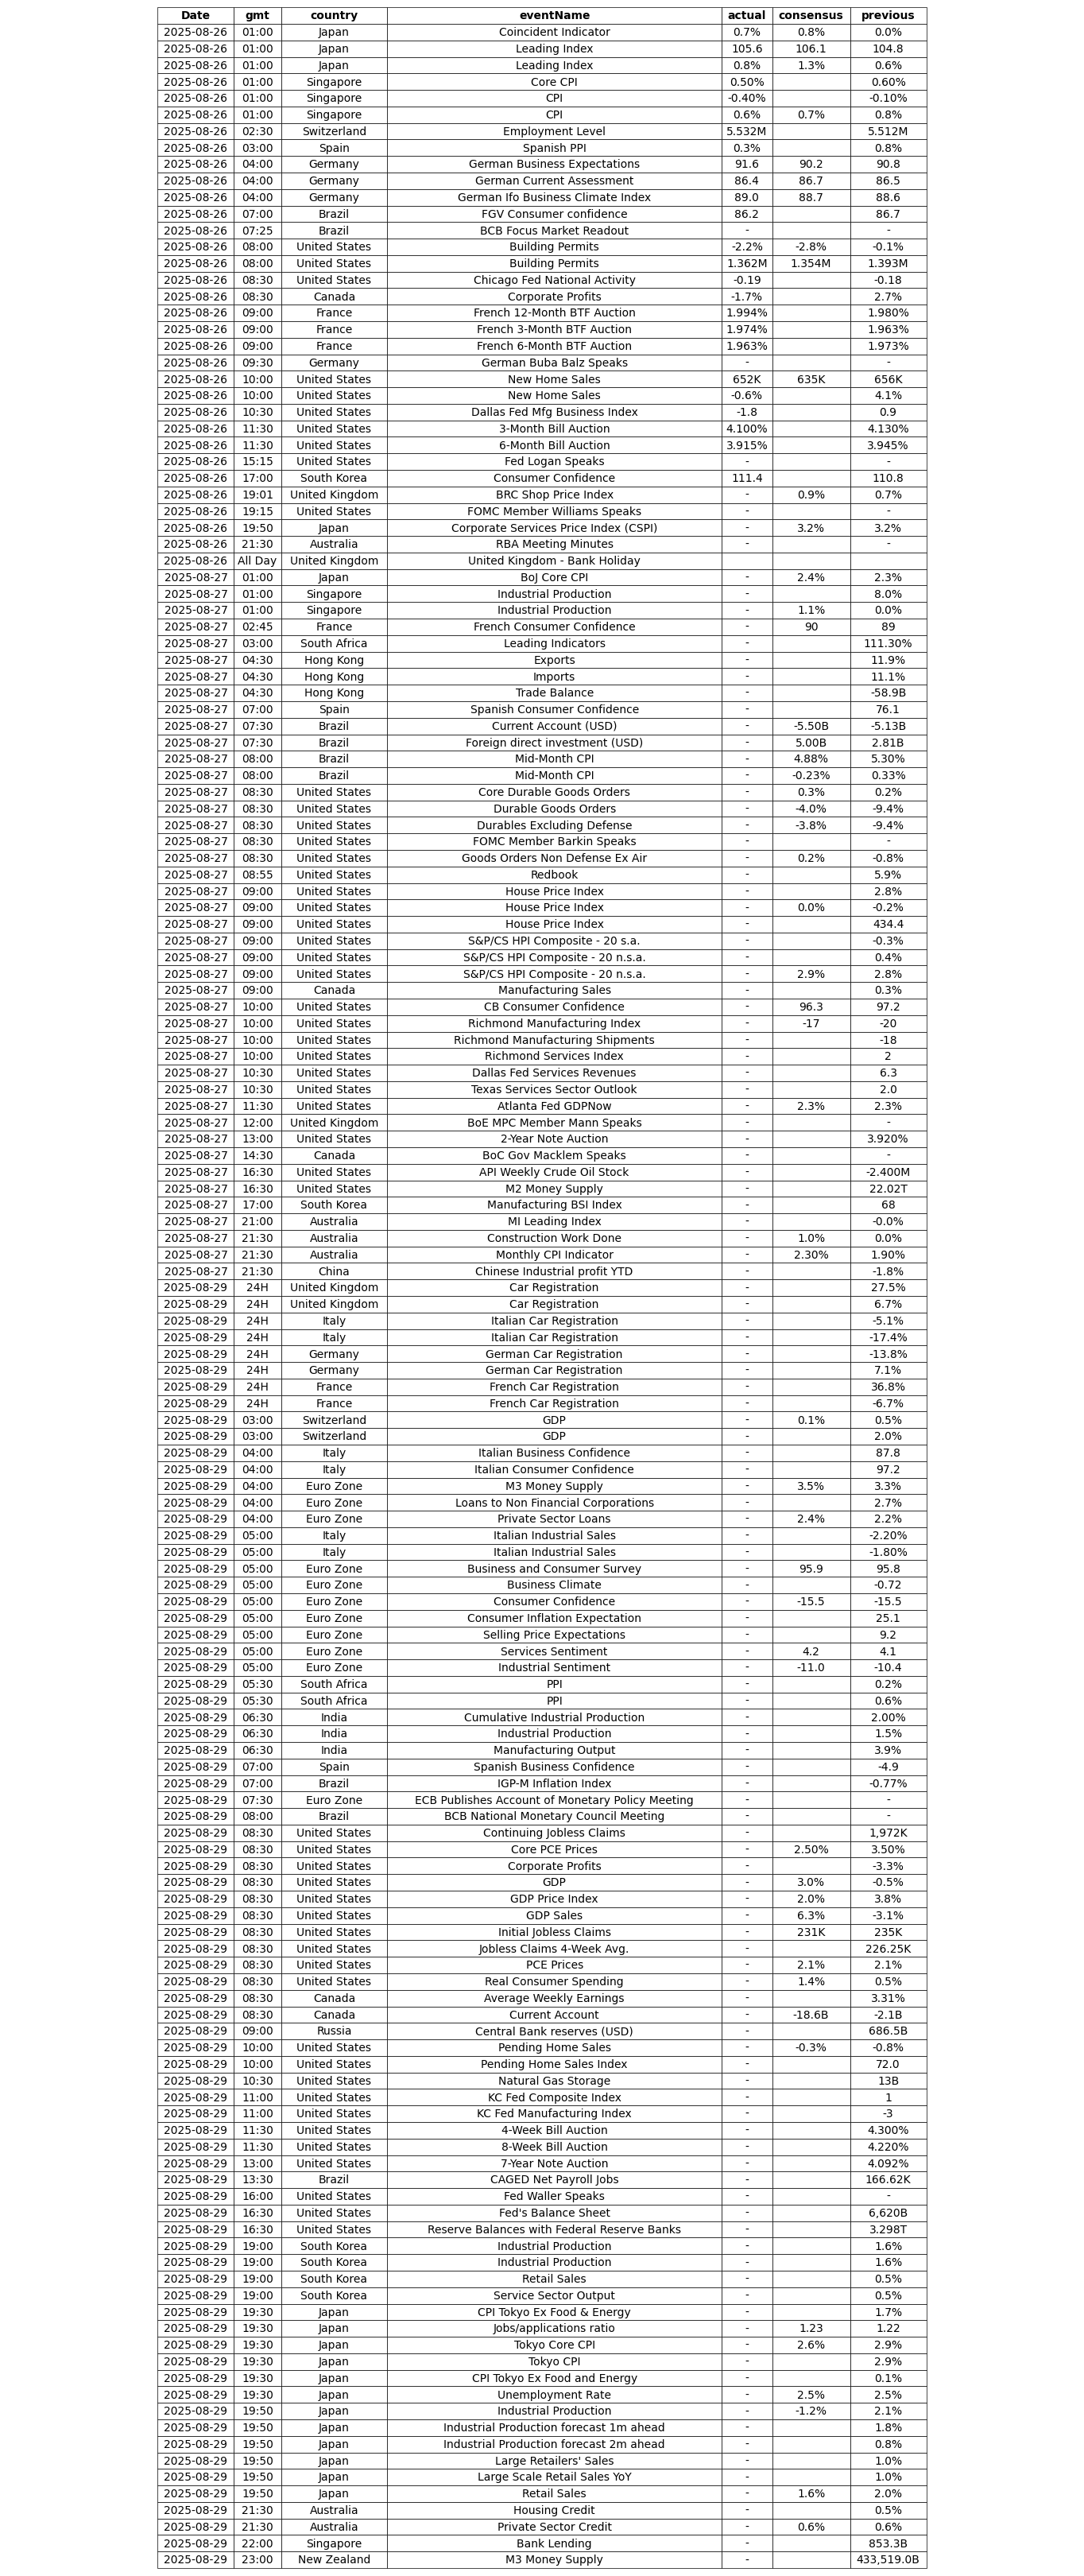 Date gmt country eventName actual consensus previous
2025-08-26 01:00 Japan Coincident Indicator 0.7% 0.8% 0.0%
2025-08-26 01:00 Japan Leading Index 105.6 106.1 104.8
2025-08-26 01:00 Japan Leading Index 0.8% 1.3% 0.6%
2025-08-26 01:00 Singapore Core CPI 0.50% 0.60%
2025-08-26 01:00 Singapore CPI -0.40% -0.10%
2025-08-26 01:00 Singapore CPI 0.6% 0.7% 0.8%
2025-08-26 02:30 Switzerland Employment Level 5.532M 5.512M
2025-08-26 03:00 Spain Spanish PPI 0.3% 0.8%
2025-08-26 04:00 Germany German Business Expectations 91.6 90.2 90.8
2025-08-26 04:00 Germany German Current Assessment 86.4 86.7 86.5
2025-08-26 04:00 Germany German Ifo Business Climate Index 89.0 88.7 88.6
2025-08-26 07:00 Brazil FGV Consumer confidence 86.2 86.7
2025-08-26 07:25 Brazil BCB Focus Market Readout - -
2025-08-26 08:00 United States Building Permits -2.2% -2.8% -0.1%
2025-08-26 08:00 United States Building Permits 1.362M 1.354M 1.393M
2025-08-26 08:30 United States Chicago Fed National Activity -0.19 -0.18
2025-08-26 08:30 Canada Corporate Profits -1.7% 2.7%
2025-08-26 09:00 France French 12-Month BTF Auction 1.994% 1.980%
2025-08-26 09:00 France French 3-Month BTF Auction 1.974% 1.963%
2025-08-26 09:00 France French 6-Month BTF Auction 1.963% 1.973%
2025-08-26 09:30 Germany German Buba Balz Speaks - -
2025-08-26 10:00 United States New Home Sales 652K 635K 656K
2025-08-26 10:00 United States New Home Sales -0.6% 4.1%
2025-08-26 10:30 United States Dallas Fed Mfg Business Index -1.8 0.9
2025-08-26 11:30 United States 3-Month Bill Auction 4.100% 4.130%
2025-08-26 11:30 United States 6-Month Bill Auction 3.915% 3.945%
2025-08-26 15:15 United States Fed Logan Speaks - -
2025-08-26 17:00 South Korea Consumer Confidence 111.4 110.8
2025-08-26 19:01 United Kingdom BRC Shop Price Index - 0.9% 0.7%
2025-08-26 19:15 United States FOMC Member Williams Speaks - -
2025-08-26 19:50 Japan Corporate Services Price Index (CSPI) - 3.2% 3.2%
2025-08-26 21:30 Australia RBA Meeting Minutes - -
2025-08-26 All Day United Kingdom United Kingdom - Bank Holiday
2025-08-27 01:00 Japan BoJ Core CPI - 2.4% 2.3%
2025-08-27 01:00 Singapore Industrial Production - 8.0%
2025-08-27 01:00 Singapore Industrial Production - 1.1% 0.0%
2025-08-27 02:45 France French Consumer Confidence - 90 89
2025-08-27 03:00 South Africa Leading Indicators - 111.30%
2025-08-27 04:30 Hong Kong Exports - 11.9%
2025-08-27 04:30 Hong Kong Imports - 11.1%
2025-08-27 04:30 Hong Kong Trade Balance - -58.9B
2025-08-27 07:00 Spain Spanish Consumer Confidence - 76.1
2025-08-27 07:30 Brazil Current Account (USD) - -5.50B -5.13B
2025-08-27 07:30 Brazil Foreign direct investment (USD) - 5.00B 2.81B
2025-08-27 08:00 Brazil Mid-Month CPI - 4.88% 5.30%
2025-08-27 08:00 Brazil Mid-Month CPI - -0.23% 0.33%
2025-08-27 08:30 United States Core Durable Goods Orders - 0.3% 0.2%
2025-08-27 08:30 United States Durable Goods Orders - -4.0% -9.4%
2025-08-27 08:30 United States Durables Excluding Defense - -3.8% -9.4%
2025-08-27 08:30 United States FOMC Member Barkin Speaks - -
2025-08-27 08:30 United States Goods Orders Non Defense Ex Air - 0.2% -0.8%
2025-08-27 08:55 United States Redbook - 5.9%
2025-08-27 09:00 United States House Price Index - 2.8%
2025-08-27 09:00 United States House Price Index - 0.0% -0.2%
2025-08-27 09:00 United States House Price Index - 434.4
2025-08-27 09:00 United States S&P/CS HPI Composite - 20 s.a. - -0.3%
2025-08-27 09:00 United States S&P/CS HPI Composite - 20 n.s.a. - 0.4%
2025-08-27 09:00 United States S&P/CS HPI Composite - 20 n.s.a. - 2.9% 2.8%
2025-08-27 09:00 Canada Manufacturing Sales - 0.3%
2025-08-27 10:00 United States CB Consumer Confidence - 96.3 97.2
2025-08-27 10:00 United States Richmond Manufacturing Index - -17 -20
2025-08-27 10:00 United States Richmond Manufacturing Shipments - -18
2025-08-27 10:00 United States Richmond Services Index - 2
2025-08-27 10:30 United States Dallas Fed Services Revenues - 6.3
2025-08-27 10:30 United States Texas Services Sector Outlook - 2.0
2025-08-27 11:30 United States Atlanta Fed GDPNow - 2.3% 2.3%
2025-08-27 12:00 United Kingdom BoE MPC Member Mann Speaks - -
2025-08-27 13:00 United States 2-Year Note Auction - 3.920%
2025-08-27 14:30 Canada BoC Gov Macklem Speaks - -
2025-08-27 16:30 United States API Weekly Crude Oil Stock - -2.400M
2025-08-27 16:30 United States M2 Money Supply - 22.02T
2025-08-27 17:00 South Korea Manufacturing BSI Index - 68
2025-08-27 21:00 Australia MI Leading Index - -0.0%
2025-08-27 21:30 Australia Construction Work Done - 1.0% 0.0%
2025-08-27 21:30 Australia Monthly CPI Indicator - 2.30% 1.90%
2025-08-27 21:30 China Chinese Industrial profit YTD - -1.8%
2025-08-29 24H United Kingdom Car Registration - 27.5%
2025-08-29 24H United Kingdom Car Registration - 6.7%
2025-08-29 24H Italy Italian Car Registration - -5.1%
2025-08-29 24H Italy Italian Car Registration - -17.4%
2025-08-29 24H Germany German Car Registration - -13.8%
2025-08-29 24H Germany German Car Registration - 7.1%
2025-08-29 24H France French Car Registration - 36.8%
2025-08-29 24H France French Car Registration - -6.7%
2025-08-29 03:00 Switzerland GDP - 0.1% 0.5%
2025-08-29 03:00 Switzerland GDP - 2.0%
2025-08-29 04:00 Italy Italian Business Confidence - 87.8
2025-08-29 04:00 Italy Italian Consumer Confidence - 97.2
2025-08-29 04:00 Euro Zone M3 Money Supply - 3.5% 3.3%
2025-08-29 04:00 Euro Zone Loans to Non Financial Corporations - 2.7%
2025-08-29 04:00 Euro Zone Private Sector Loans - 2.4% 2.2%
2025-08-29 05:00 Italy Italian Industrial Sales - -2.20%
2025-08-29 05:00 Italy Italian Industrial Sales - -1.80%
2025-08-29 05:00 Euro Zone Business and Consumer Survey - 95.9 95.8
2025-08-29 05:00 Euro Zone Business Climate - -0.72
2025-08-29 05:00 Euro Zone Consumer Confidence - -15.5 -15.5
2025-08-29 05:00 Euro Zone Consumer Inflation Expectation - 25.1
2025-08-29 05:00 Euro Zone Selling Price Expectations - 9.2
2025-08-29 05:00 Euro Zone Services Sentiment - 4.2 4.1
2025-08-29 05:00 Euro Zone Industrial Sentiment - -11.0 -10.4
2025-08-29 05:30 South Africa PPI - 0.2%
2025-08-29 05:30 South Africa PPI - 0.6%
2025-08-29 06:30 India Cumulative Industrial Production - 2.00%
2025-08-29 06:30 India Industrial Production - 1.5%
2025-08-29 06:30 India Manufacturing Output - 3.9%
2025-08-29 07:00 Spain Spanish Business Confidence - -4.9
2025-08-29 07:00 Brazil IGP-M Inflation Index - -0.77%
2025-08-29 07:30 Euro Zone ECB Publishes Account of Monetary Policy Meeting - -
2025-08-29 08:00 Brazil BCB National Monetary Council Meeting - -
2025-08-29 08:30 United States Continuing Jobless Claims - 1,972K
2025-08-29 08:30 United States Core PCE Prices - 2.50% 3.50%
2025-08-29 08:30 United States Corporate Profits - -3.3%
2025-08-29 08:30 United States GDP - 3.0% -0.5%
2025-08-29 08:30 United States GDP Price Index - 2.0% 3.8%
2025-08-29 08:30 United States GDP Sales - 6.3% -3.1%
2025-08-29 08:30 United States Initial Jobless Claims - 231K 235K
2025-08-29 08:30 United States Jobless Claims 4-Week Avg. - 226.25K
2025-08-29 08:30 United States PCE Prices - 2.1% 2.1%
2025-08-29 08:30 United States Real Consumer Spending - 1.4% 0.5%
2025-08-29 08:30 Canada Average Weekly Earnings - 3.31%
2025-08-29 08:30 Canada Current Account - -18.6B -2.1B
2025-08-29 09:00 Russia Central Bank reserves (USD) - 686.5B
2025-08-29 10:00 United States Pending Home Sales - -0.3% -0.8%
2025-08-29 10:00 United States Pending Home Sales Index - 72.0
2025-08-29 10:30 United States Natural Gas Storage - 13B
2025-08-29 11:00 United States KC Fed Composite Index - 1
2025-08-29 11:00 United States KC Fed Manufacturing Index - -3
2025-08-29 11:30 United States 4-Week Bill Auction - 4.300%
2025-08-29 11:30 United States 8-Week Bill Auction - 4.220%
2025-08-29 13:00 United States 7-Year Note Auction - 4.092%
2025-08-29 13:30 Brazil CAGED Net Payroll Jobs - 166.62K
2025-08-29 16:00 United States Fed Waller Speaks - -
2025-08-29 16:30 United States Fed's Balance Sheet - 6,620B
2025-08-29 16:30 United States Reserve Balances with Federal Reserve Banks - 3.298T
2025-08-29 19:00 South Korea Industrial Production - 1.6%
2025-08-29 19:00 South Korea Industrial Production - 1.6%
2025-08-29 19:00 South Korea Retail Sales - 0.5%
2025-08-29 19:00 South Korea Service Sector Output - 0.5%
2025-08-29 19:30 Japan CPI Tokyo Ex Food & Energy - 1.7%
2025-08-29 19:30 Japan Jobs/applications ratio - 1.23 1.22
2025-08-29 19:30 Japan Tokyo Core CPI - 2.6% 2.9%
2025-08-29 19:30 Japan Tokyo CPI - 2.9%
2025-08-29 19:30 Japan CPI Tokyo Ex Food and Energy - 0.1%
2025-08-29 19:30 Japan Unemployment Rate - 2.5% 2.5%
2025-08-29 19:50 Japan Industrial Production - -1.2% 2.1%
2025-08-29 19:50 Japan Industrial Production forecast 1m ahead - 1.8%
2025-08-29 19:50 Japan Industrial Production forecast 2m ahead - 0.8%
2025-08-29 19:50 Japan Large Retailers' Sales - 1.0%
2025-08-29 19:50 Japan Large Scale Retail Sales YoY - 1.0%
2025-08-29 19:50 Japan Retail Sales - 1.6% 2.0%
2025-08-29 21:30 Australia Housing Credit - 0.5%
2025-08-29 21:30 Australia Private Sector Credit - 0.6% 0.6%
2025-08-29 22:00 Singapore Bank Lending - 853.3B
2025-08-29 23:00 New Zealand M3 Money Supply - 433,519.0B